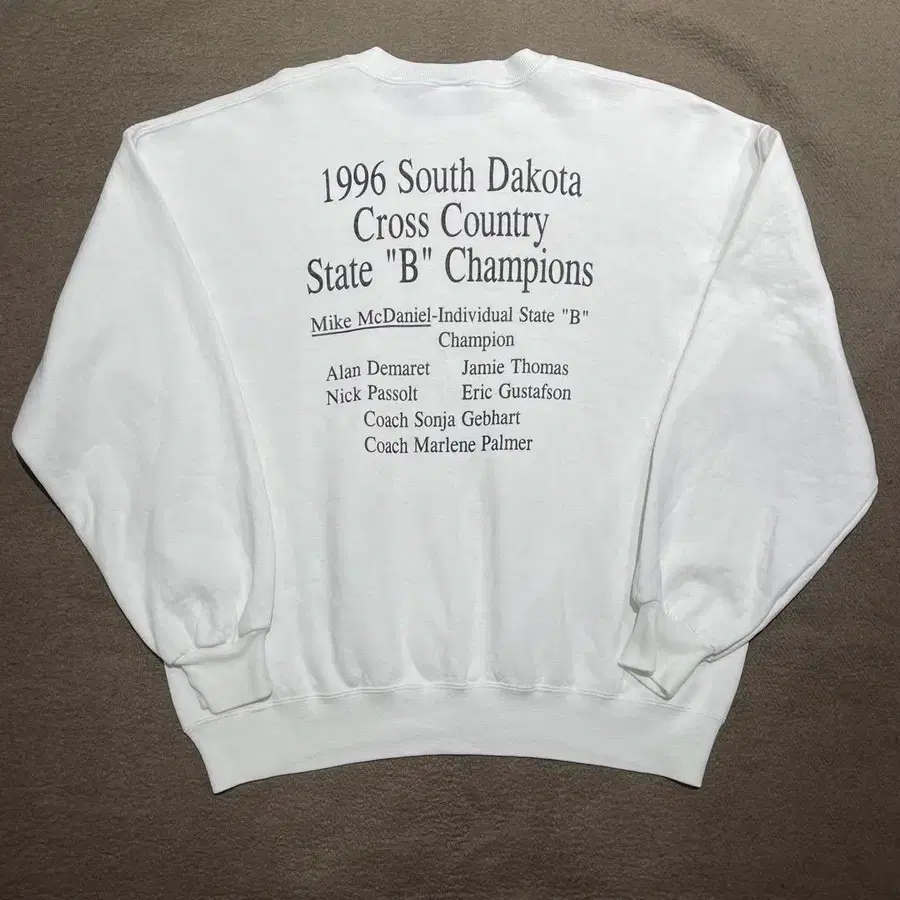 1996 South Dakota
Cross Country
State "B" Champions
Mike McDaniel-Individual State "B"
Champion
Alan Demaret Jamie Thomas
Nick Passolt Eric Gustafson
Coach Sonja Gebhart
Coach Marlene Palmer